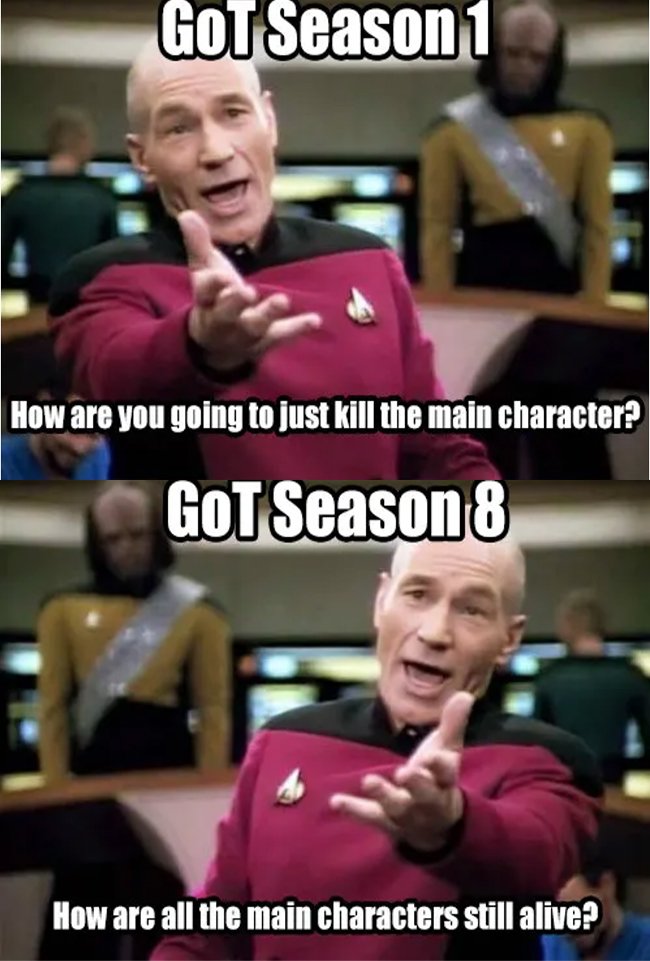 GoT Season 1
How are you going to just kill the main character?
GoT Season 8
How are all the main characters still alive?